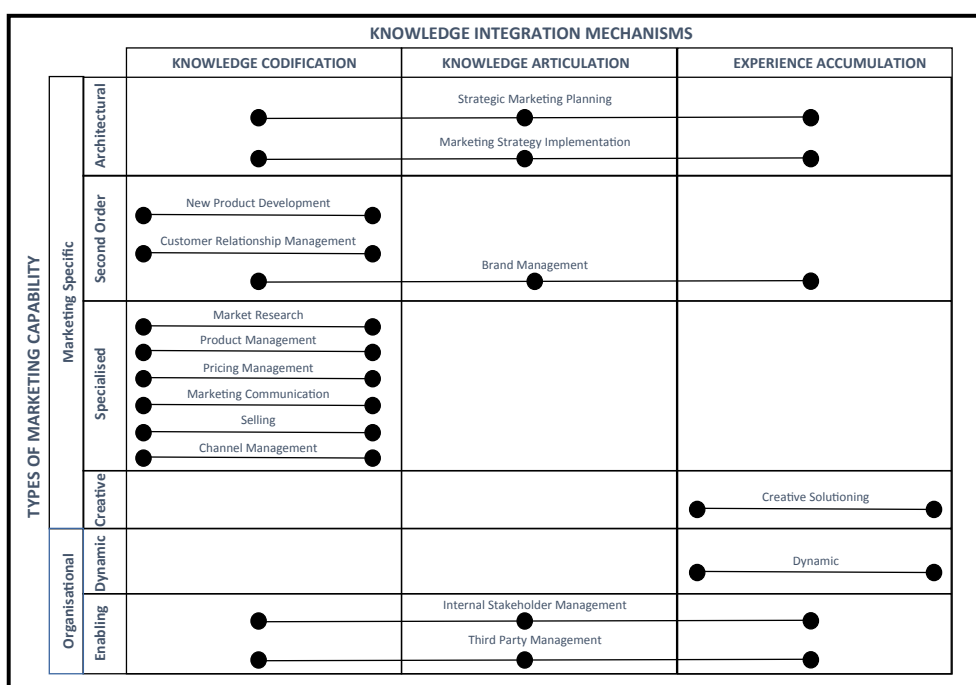 KNOWLEDGE INTEGRATION MECHANISMS
KNOWLEDGE CODIFICATION
KNOWLEDGE ARTICULATION
EXPERIENCE ACCUMULATION
TYPES OF MARKETING CAPABILITY
Marketing Specific
Architectural
Strategic Marketing Planning
Marketing Strategy Implementation
Second Order
New Product Development
Customer Relationship Management
Brand Management
Specialised
Market Research
Product Management
Pricing Management
Marketing Communication
Selling
Channel Management
Creative
Creative Solutioning
Organisational
Dynamic
Dynamic
Enabling
Internal Stakeholder Management
Third Party Management